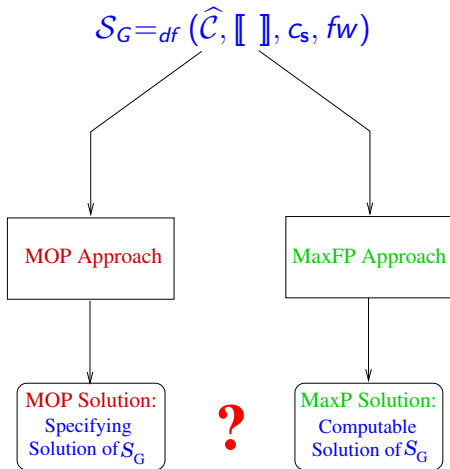 𝒮_G =_df (Ĉ, ⟦ ⟧, c_s, fw)
MOP Approach
MaxFP Approach
MOP Solution:
Specifying
Solution of S_G
?
MaxP Solution:
Computable
Solution of S_G